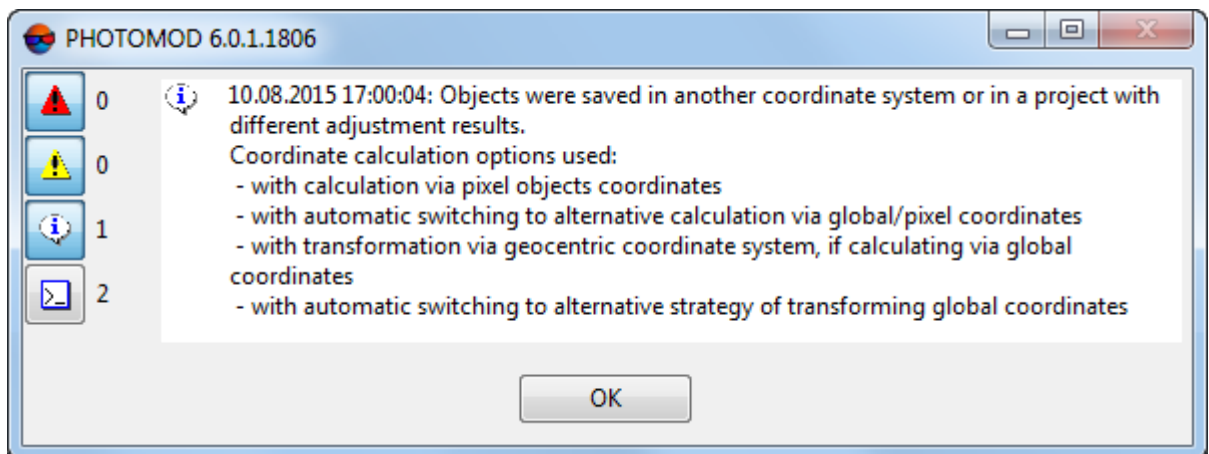 PHOTOMOD 6.0.1.1806
0
0
1
2
10.08.2015 17:00:04: Objects were saved in another coordinate system or in a project with
different adjustment results.
Coordinate calculation options used:
- with calculation via pixel objects coordinates
- with automatic switching to alternative calculation via global/pixel coordinates
- with transformation via geocentric coordinate system, if calculating via global
coordinates
- with automatic switching to alternative strategy of transforming global coordinates
OK